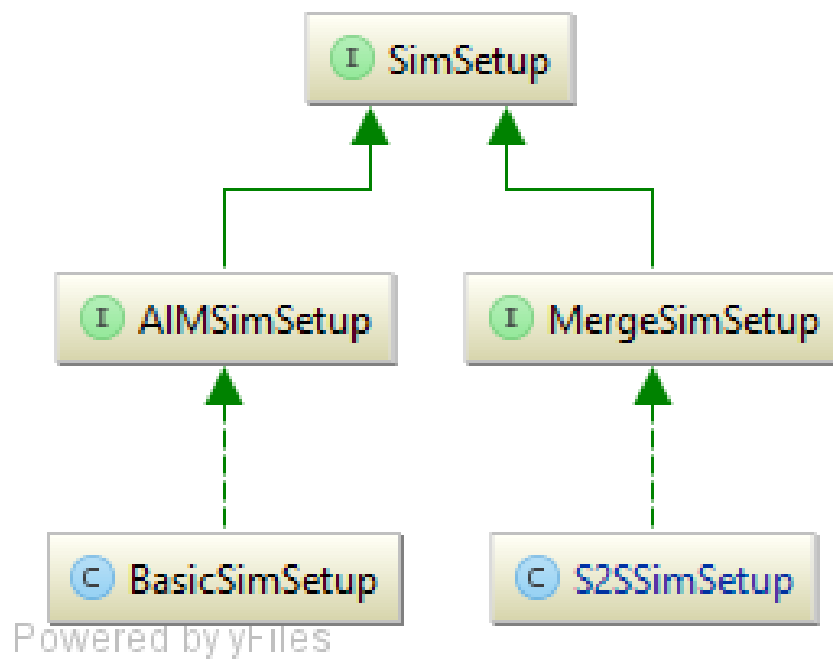 I SimSetup
I AIMSimSetup
I MergeSimSetup
C BasicSimSetup
C S2SSimSetup
Powered by yFiles